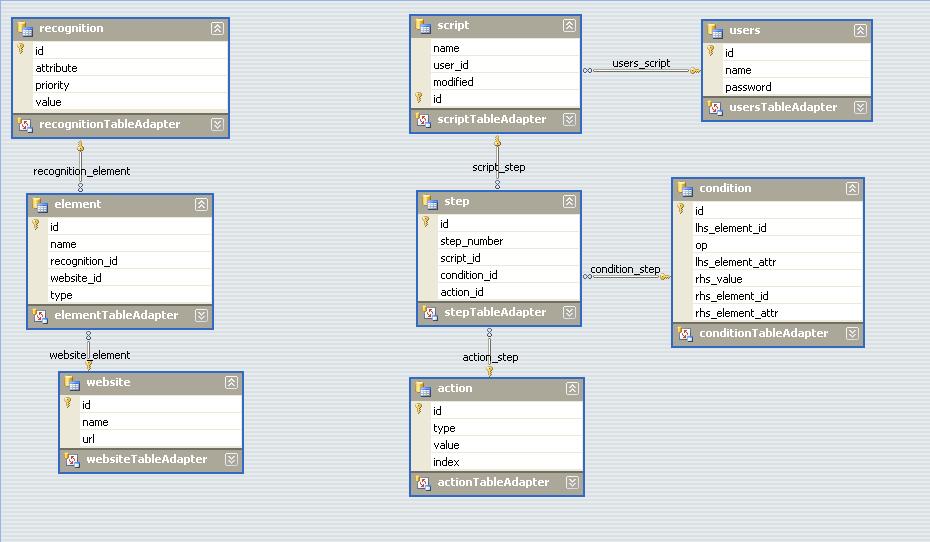 recognition
id
attribute
priority
value
recognitionTableAdapter
recognition_element
element
id
name
recognition_id
website_id
type
elementTableAdapter
website_element
website
id
name
url
websiteTableAdapter
script
name
user_id
modified
id
scriptTableAdapter
users_script
users
id
name
password
usersTableAdapter
script_step
step
id
step_number
script_id
condition_id
action_id
stepTableAdapter
condition_step
condition
id
lhs_element_id
op
lhs_element_attr
rhs_value
rhs_element_id
rhs_element_attr
conditionTableAdapter
action_step
action
id
type
value
index
actionTableAdapter